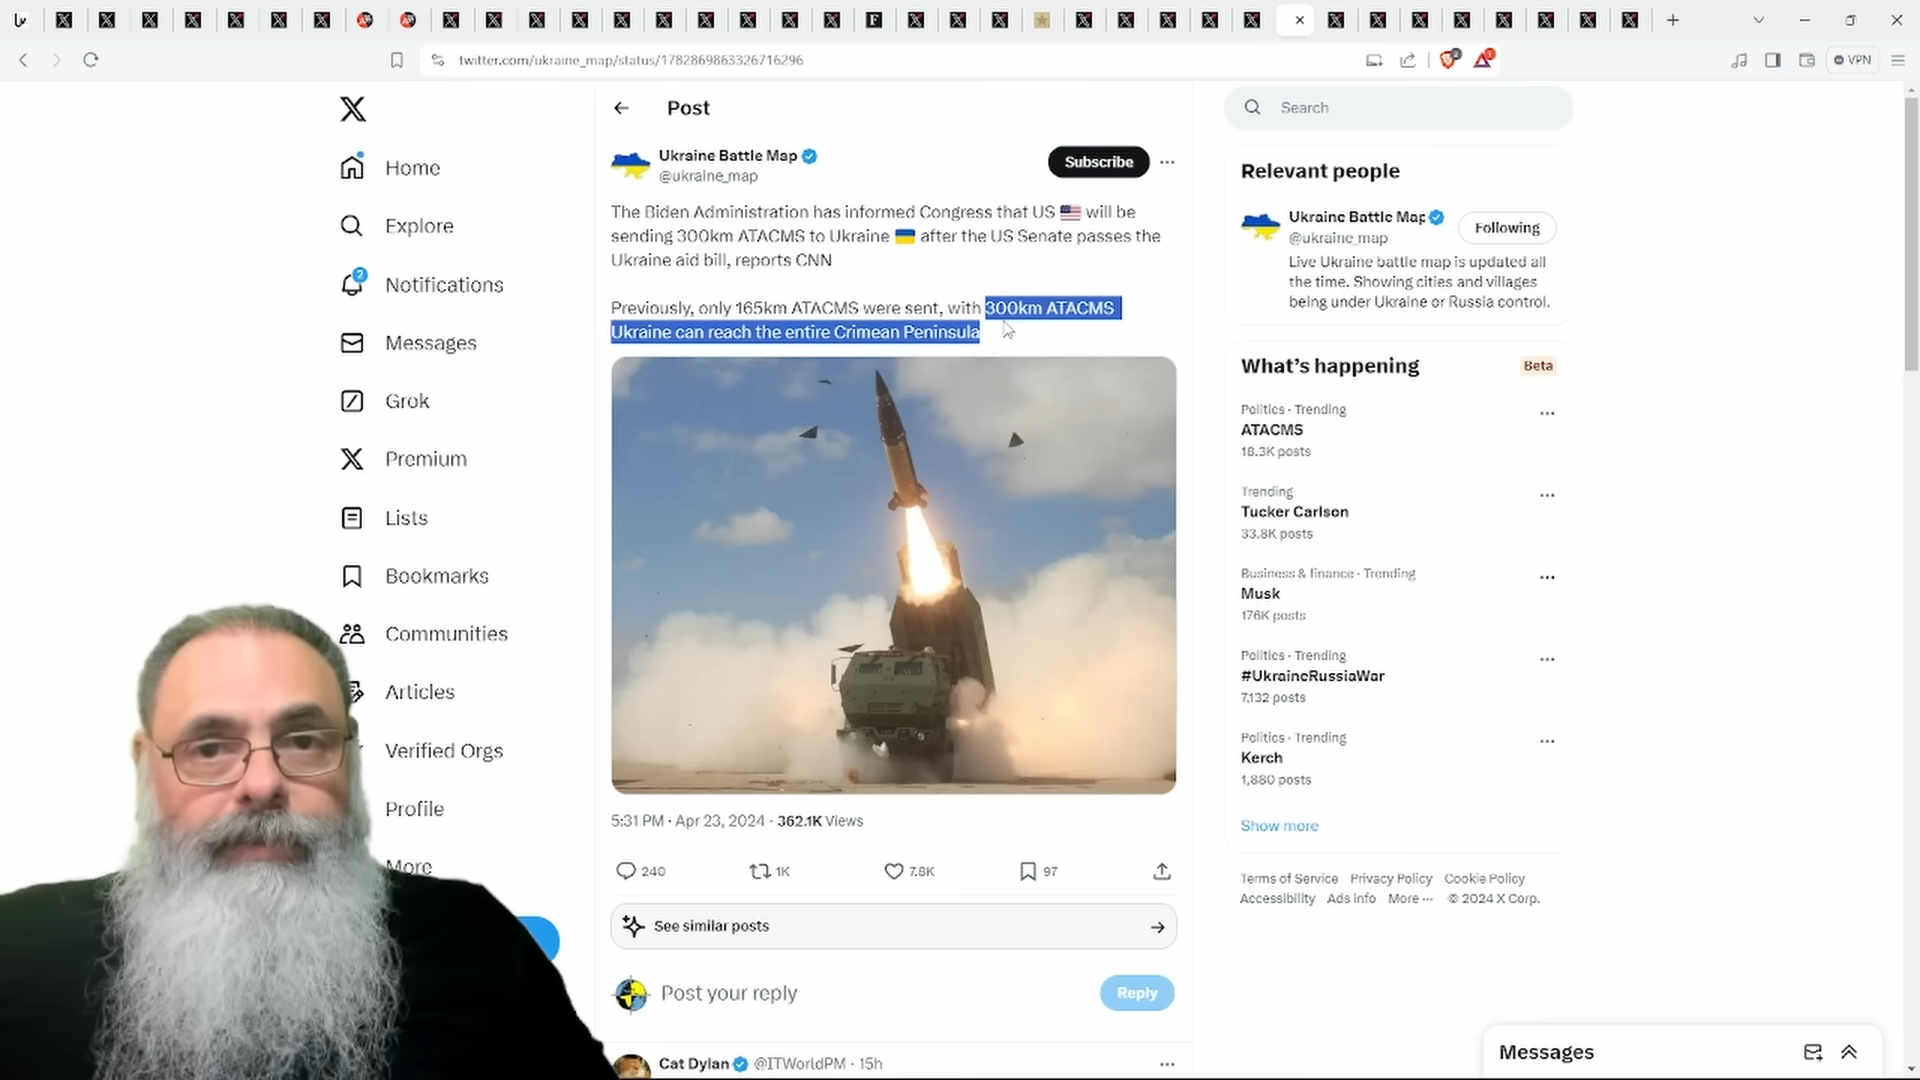 twitter.com/ukraine_map/status/1782869863326716296
VPN
Home
Explore
2
Notifications
Messages
Grok
Premium
Lists
Bookmarks
Communities
Articles
Verified Orgs
Profile
More
Post
Ukraine Battle Map
@ukraine_map
Subscribe
The Biden Administration has informed Congress that US 🇺🇸 will be
sending 300km ATACMS to Ukraine 🇺🇦 after the US Senate passes the
Ukraine aid bill, reports CNN
Previously, only 165km ATACMS were sent, with 300km ATACMS
Ukraine can reach the entire Crimean Peninsula
5:31 PM · Apr 23, 2024 · 362.1K Views
240
1K
7.8K
97
See similar posts
Post your reply
Reply
Cat Dylan @ITWorldPM · 15h
Search
Relevant people
Ukraine Battle Map
@ukraine_map
Following
Live Ukraine battle map is updated all
the time. Showing cities and villages
being under Ukraine or Russia control.
What's happening
Beta
Politics · Trending
ATACMS
18.3K posts
Trending
Tucker Carlson
33.8K posts
Business & finance · Trending
Musk
176K posts
Politics · Trending
#UkraineRussiaWar
7,132 posts
Politics · Trending
Kerch
1,880 posts
Show more
Terms of Service Privacy Policy Cookie Policy
Accessibility Ads info More ··· © 2024 X Corp.
Messages